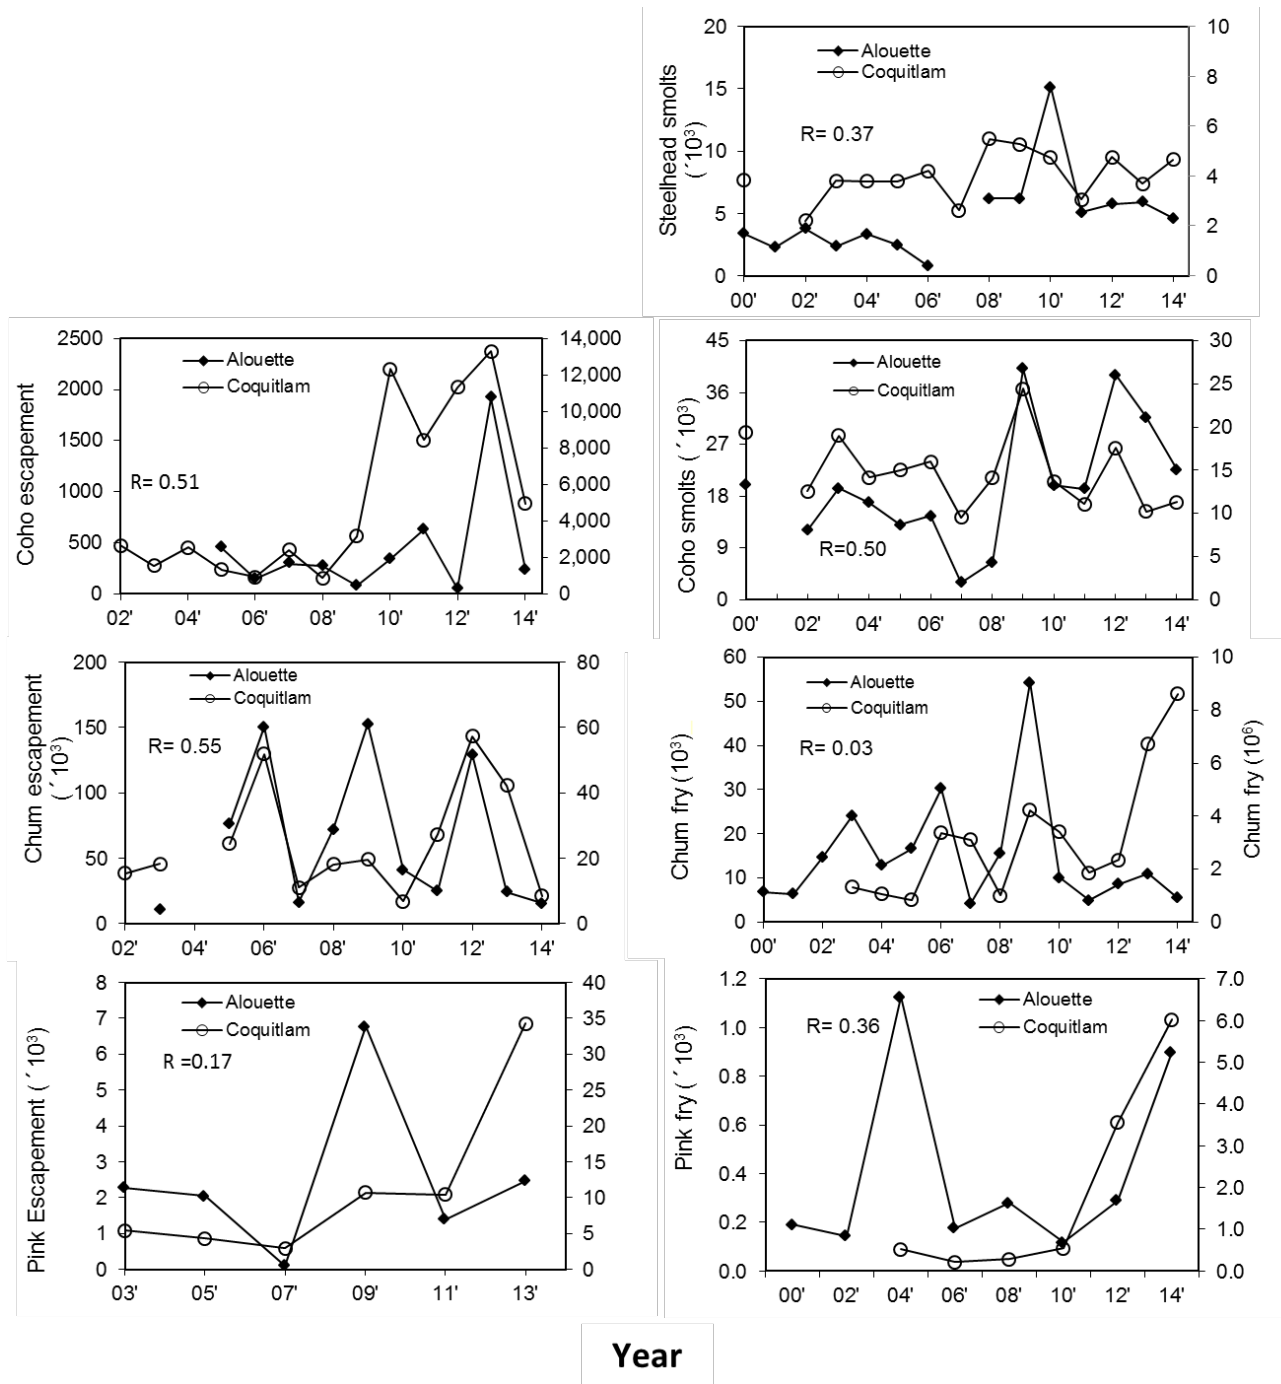 Steelhead smolts
(´10³)
20
15
10
5
0
Alouette
Coquitlam
R= 0.37
10
8
6
4
2
0
00' 02' 04' 06' 08' 10' 12' 14'
Coho escapement
2500
2000
1500
1000
500
0
Alouette
Coquitlam
R= 0.51
14,000
12,000
10,000
8,000
6,000
4,000
2,000
0
02' 04' 06' 08' 10' 12' 14'
Coho smolts (´10³)
45
36
27
18
9
0
Alouette
Coquitlam
R=0.50
30
25
20
15
10
5
0
00' 02' 04' 06' 08' 10' 12' 14'
Chum escapement
(´10³)
200
150
100
50
0
Alouette
Coquitlam
R= 0.55
80
60
40
20
0
02' 04' 06' 08' 10' 12' 14'
Chum fry (10³)
60
50
40
30
20
10
0
Alouette
Coquitlam
R= 0.03
10
8
6
4
2
0
Chum fry (10⁶)
00' 02' 04' 06' 08' 10' 12' 14'
Pink Escapement (´10³)
8
7
6
5
4
3
2
1
0
Alouette
Coquitlam
R =0.17
40
35
30
25
20
15
10
5
0
03' 05' 07' 09' 11' 13'
Pink fry (´10³)
1.2
1.0
0.8
0.6
0.4
0.2
0.0
R= 0.36
Alouette
Coquitlam
7.0
6.0
5.0
4.0
3.0
2.0
1.0
0.0
00' 02' 04' 06' 08' 10' 12' 14'
Year